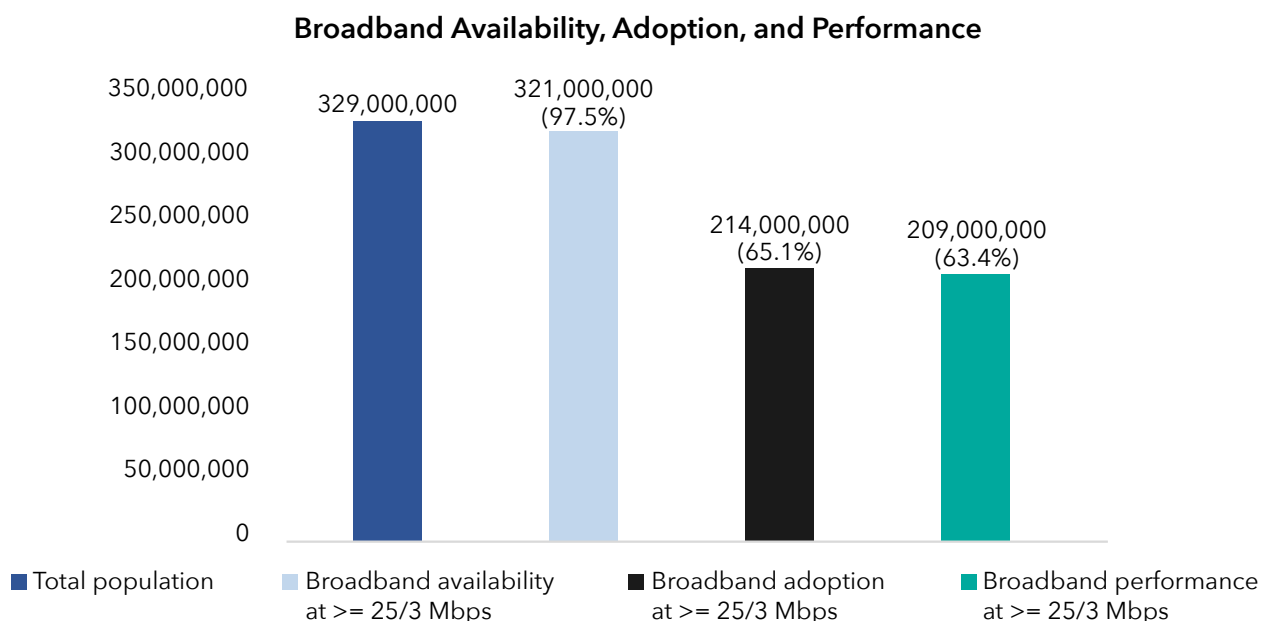 Broadband Availability, Adoption, and Performance
350,000,000
300,000,000
250,000,000
200,000,000
150,000,000
100,000,000
50,000,000
0
329,000,000
321,000,000
(97.5%)
214,000,000
(65.1%)
209,000,000
(63.4%)
Total population
Broadband availability
at >= 25/3 Mbps
Broadband adoption
at >= 25/3 Mbps
Broadband performance
at >= 25/3 Mbps